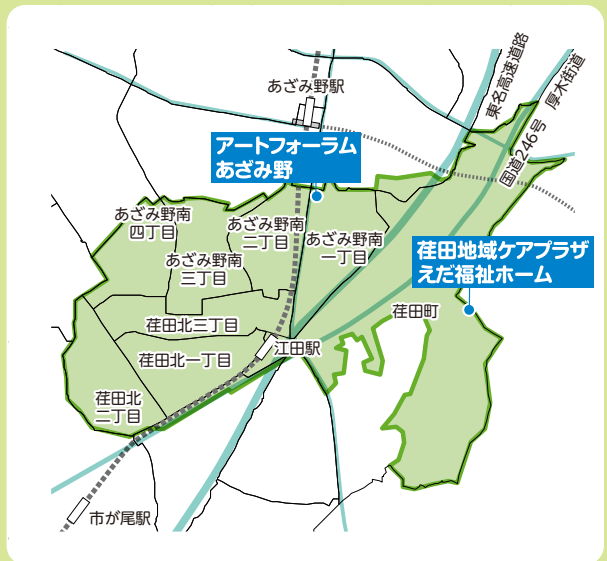 東名高速道路
厚木街道
国道246号
あざみ野駅
アートフォーラム
あざみ野
あざみ野南
四丁目
あざみ野南
三丁目
あざみ野南
二丁目
あざみ野南
一丁目
荏田地域ケアプラザ
えだ福祉ホーム
荏田町
荏田北三丁目
荏田北一丁目
江田駅
荏田北
二丁目
市が尾駅